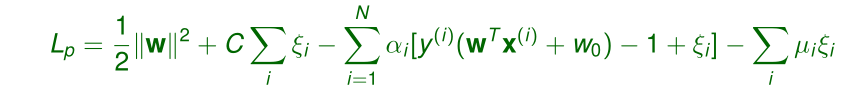 L_p = \frac{1}{2}\|\mathbf{w}\|^2 + C\sum_i \xi_i - \sum_{i=1}^{N} \alpha_i[y^{(i)}(\mathbf{w}^T\mathbf{x}^{(i)} + w_0) - 1 + \xi_i] - \sum_i \mu_i\xi_i